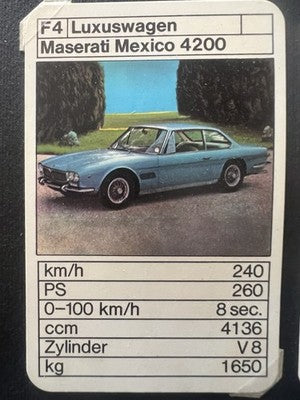 F4 Luxuswagen
Maserati Mexico 4200
km/h 240
PS 260
0-100 km/h 8 sec.
ccm 4136
Zylinder V 8
kg 1650